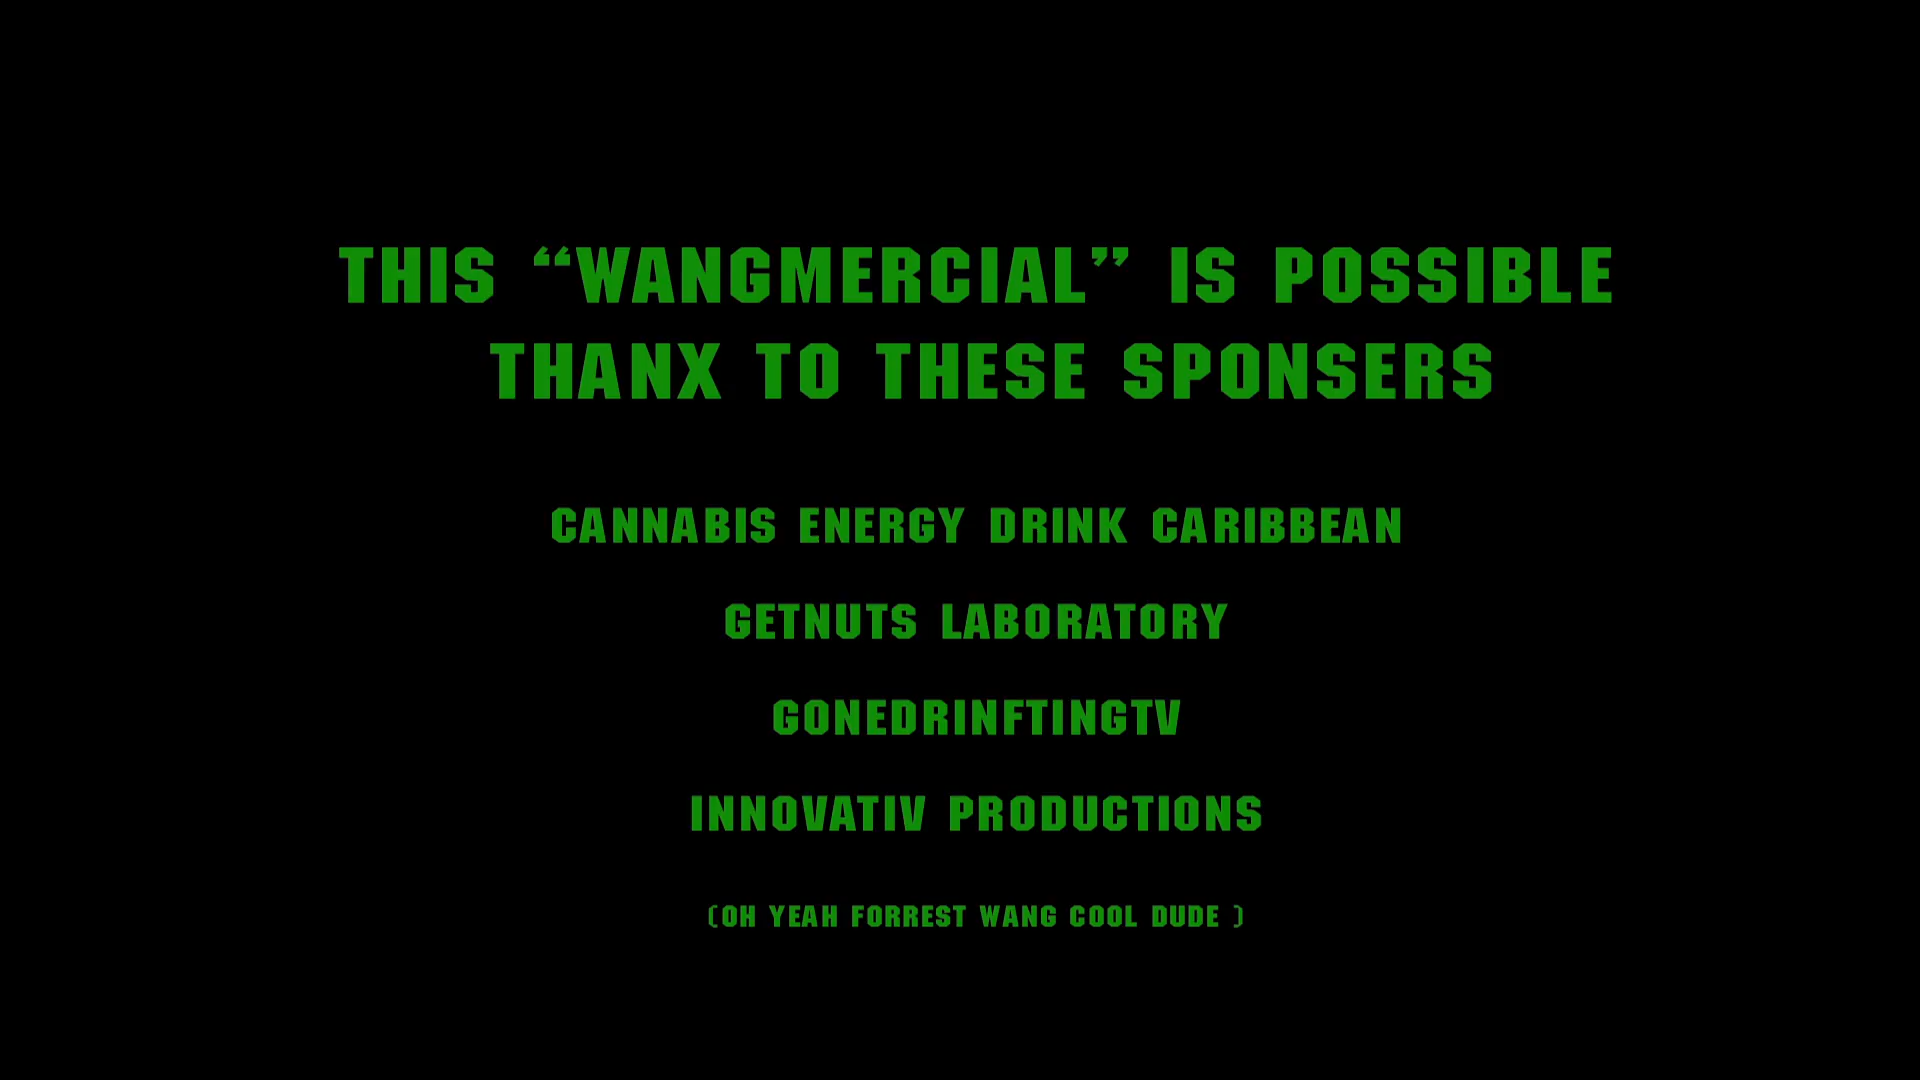 THIS “WANGMERCIAL” IS POSSIBLE
THANX TO THESE SPONSERS
CANNABIS ENERGY DRINK CARIBBEAN
GETNUTS LABORATORY
GONEDRINFTINGTV
INNOVATIV PRODUCTIONS
(OH YEAH FORREST WANG COOL DUDE )